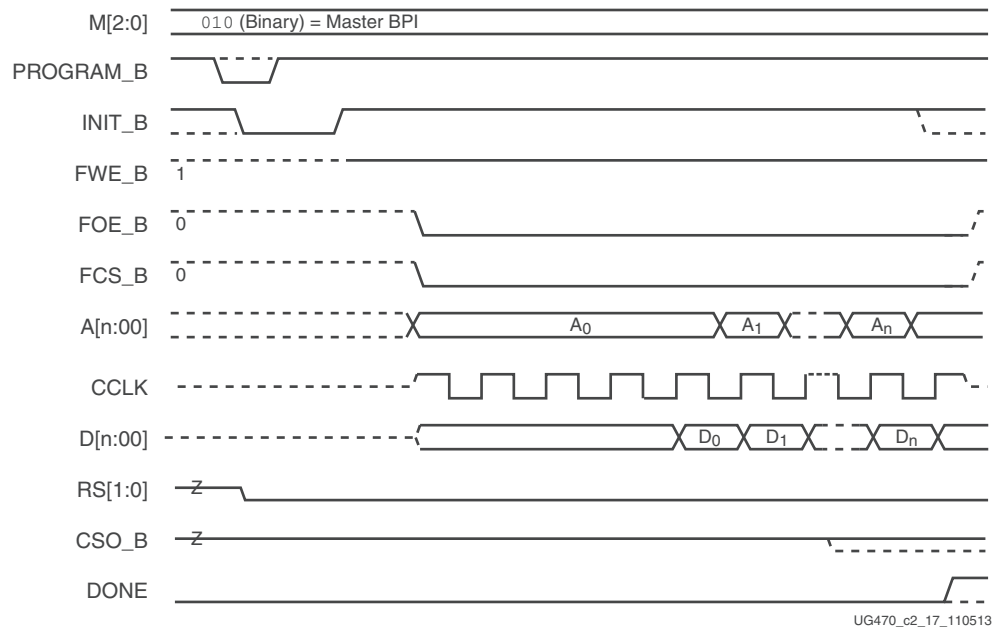 M[2:0] 010 (Binary) = Master BPI
PROGRAM_B
INIT_B
FWE_B 1
FOE_B 0
FCS_B 0
A[n:00] A0 A1 An
CCLK
D[n:00] D0 D1 Dn
RS[1:0] Z
CSO_B Z
DONE
UG470_c2_17_110513